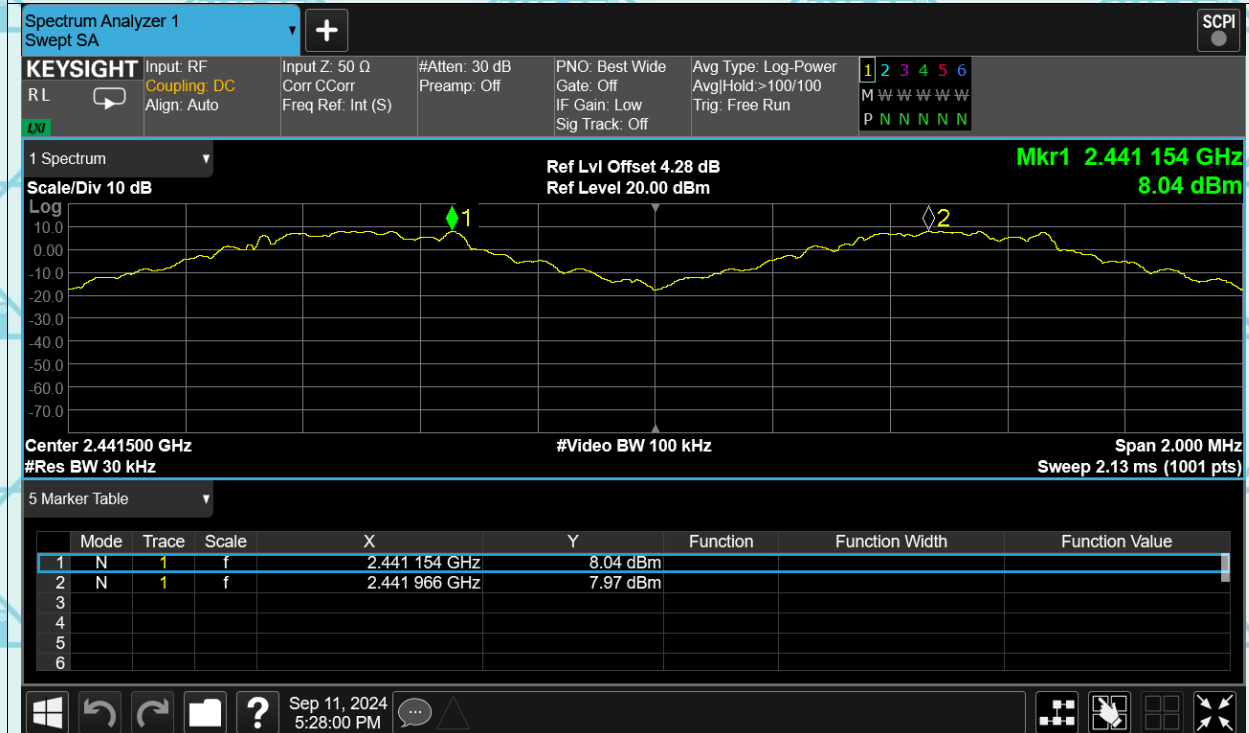 Spectrum Analyzer 1
Swept SA
+
SCPI
KEYSIGHT
RL
LXI
Input: RF
Coupling: DC
Align: Auto
Input Z: 50 Ω
Corr CCorr
Freq Ref: Int (S)
#Atten: 30 dB
Preamp: Off
PNO: Best Wide
Gate: Off
IF Gain: Low
Sig Track: Off
Avg Type: Log-Power
Avg|Hold:>100/100
Trig: Free Run
1 2 3 4 5 6
M W W W W W W
P N N N N N N
1 Spectrum
Scale/Div 10 dB
Ref Lvl Offset 4.28 dB
Ref Level 20.00 dBm
Mkr1 2.441 154 GHz
8.04 dBm
Log
10.0
0.00
-10.0
-20.0
-30.0
-40.0
-50.0
-60.0
-70.0
1
2
Center 2.441500 GHz
#Video BW 100 kHz
Span 2.000 MHz
#Res BW 30 kHz
Sweep 2.13 ms (1001 pts)
5 Marker Table
Mode Trace Scale X Y Function Function Width Function Value
1 N 1 f 2.441 154 GHz 8.04 dBm
2 N 1 f 2.441 966 GHz 7.97 dBm
3
4
5
6
?
Sep 11, 2024
5:28:00 PM